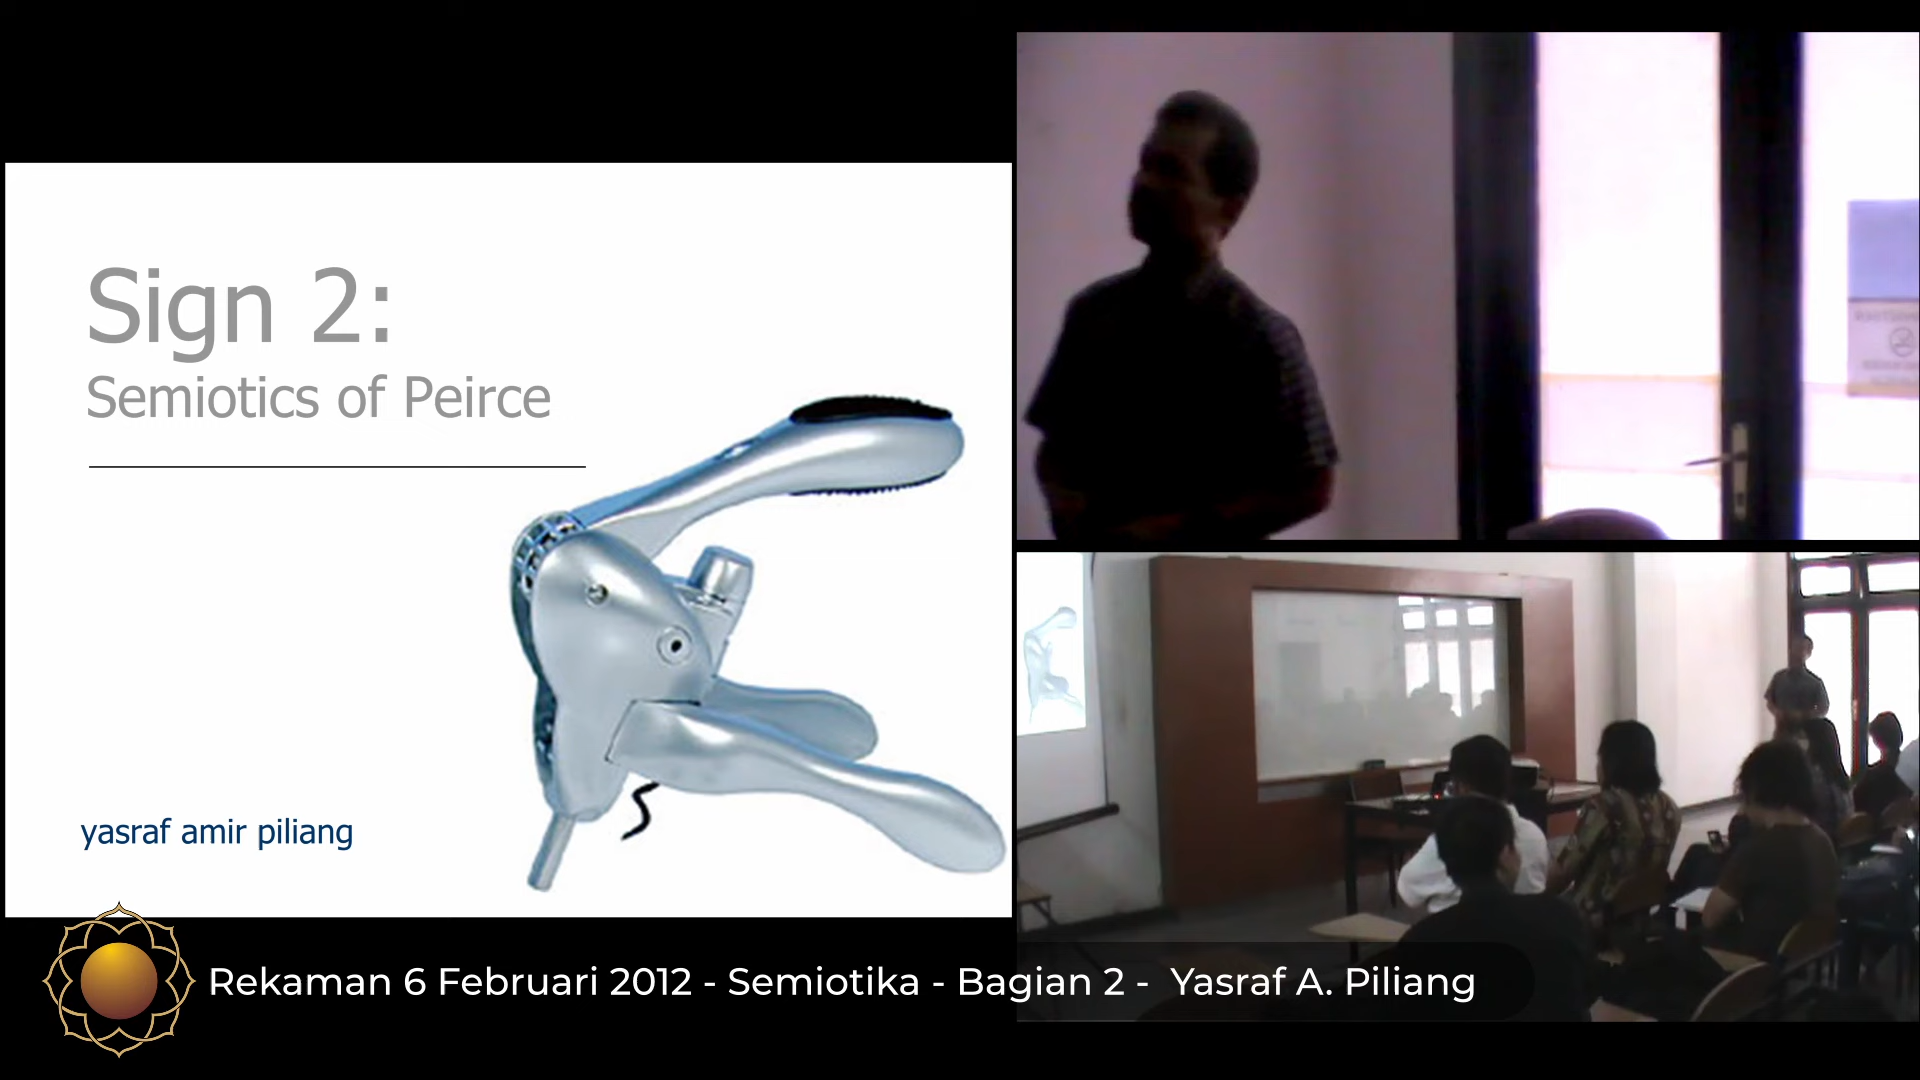 Sign 2:
Semiotics of Peirce
yasraf amir piliang
Rekaman 6 Februari 2012 - Semiotika - Bagian 2 - Yasraf A. Piliang